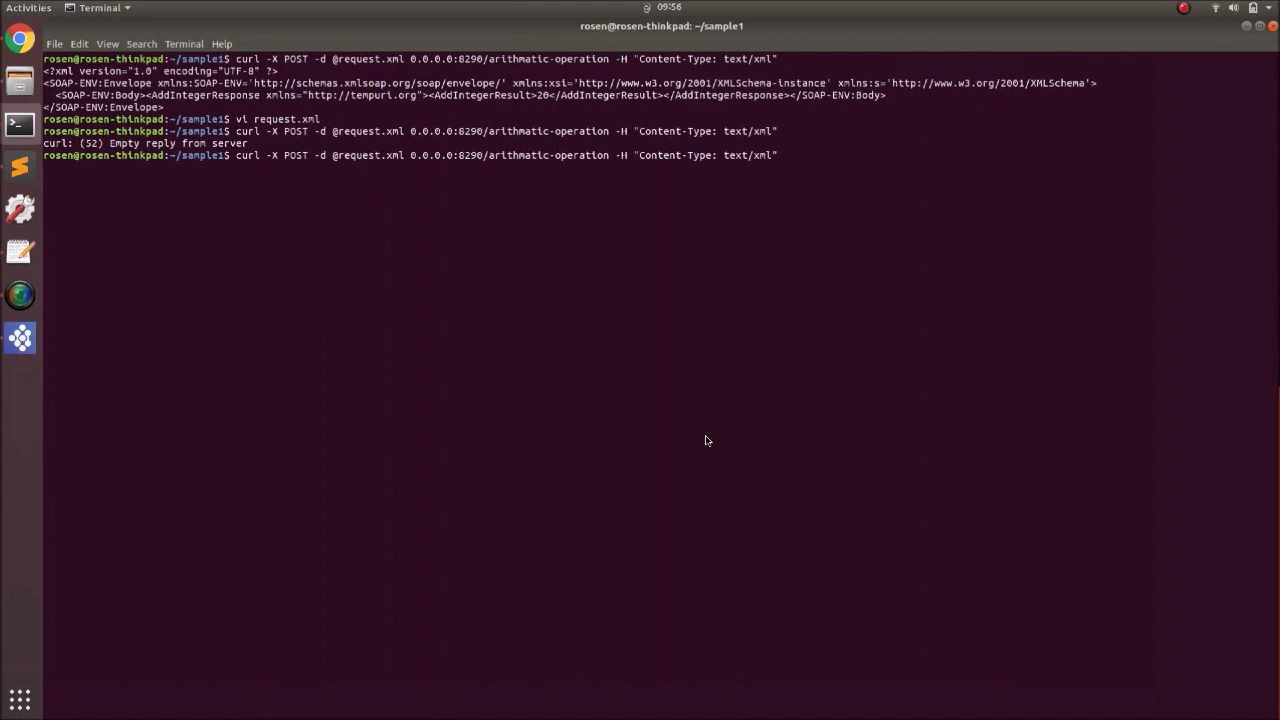 Activities Terminal 09:56
rosen@rosen-thinkpad: ~/sample1
File Edit View Search Terminal Help
rosen@rosen-thinkpad:~/sample1$ curl -X POST -d @request.xml 0.0.0.0:8290/arithmatic-operation -H "Content-Type: text/xml"
<?xml version="1.0" encoding="UTF-8" ?>
<SOAP-ENV:Envelope xmlns:SOAP-ENV='http://schemas.xmlsoap.org/soap/envelope/' xmlns:xsi='http://www.w3.org/2001/XMLSchema-instance' xmlns:s='http://www.w3.org/2001/XMLSchema'>
<SOAP-ENV:Body><AddIntegerResponse xmlns="http://tempuri.org"><AddIntegerResult>20</AddIntegerResult></AddIntegerResponse></SOAP-ENV:Body>
</SOAP-ENV:Envelope>
rosen@rosen-thinkpad:~/sample1$ vi request.xml
rosen@rosen-thinkpad:~/sample1$ curl -X POST -d @request.xml 0.0.0.0:8290/arithmatic-operation -H "Content-Type: text/xml"
curl: (52) Empty reply from server
rosen@rosen-thinkpad:~/sample1$ curl -X POST -d @request.xml 0.0.0.0:8290/arithmatic-operation -H "Content-Type: text/xml"